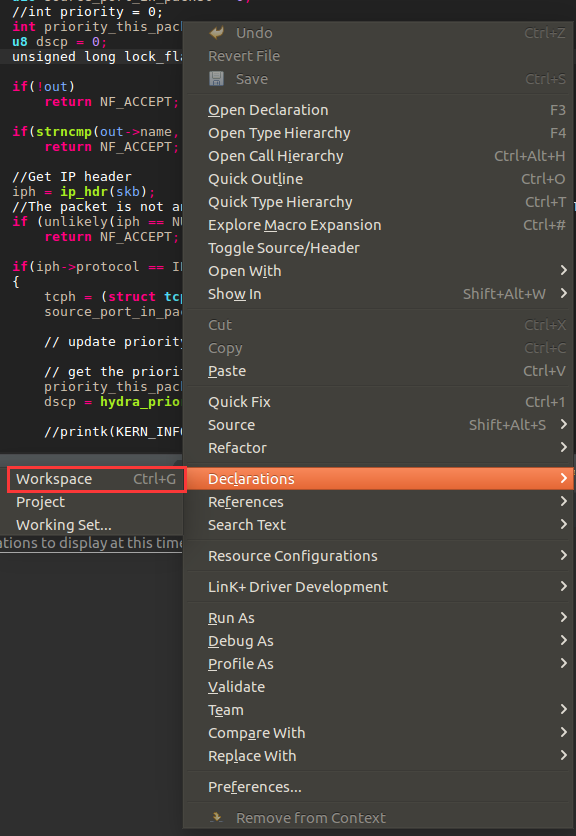 //int priority = 0;
int priority_this_pack
u8 dscp = 0;
unsigned long lock_fla
if(!out)
return NF_ACCEPT;
if(strncmp(out->name,
return NF_ACCEPT;
//Get IP header
iph = ip_hdr(skb);
//The packet is not an
if (unlikely(iph == NU
return NF_ACCEPT;
if(iph->protocol == IP
{
tcph = (struct tcp
source_port_in_pac
// update priority
// get the priorit
priority_this_pack
dscp = hydra_prior
//printk(KERN_INFO
ations to display at this time
Workspace Ctrl+G
Project
Working Set...
Undo Ctrl+Z
Revert File
Save Ctrl+S
Open Declaration F3
Open Type Hierarchy F4
Open Call Hierarchy Ctrl+Alt+H
Quick Outline Ctrl+O
Quick Type Hierarchy Ctrl+T
Explore Macro Expansion Ctrl+#
Toggle Source/Header
Open With
Show In Shift+Alt+W
Cut Ctrl+X
Copy Ctrl+C
Paste Ctrl+V
Quick Fix Ctrl+1
Source Shift+Alt+S
Refactor
Declarations
References
Search Text
Resource Configurations
LinK+ Driver Development
Run As
Debug As
Profile As
Validate
Team
Compare With
Replace With
Preferences...
Remove from Context